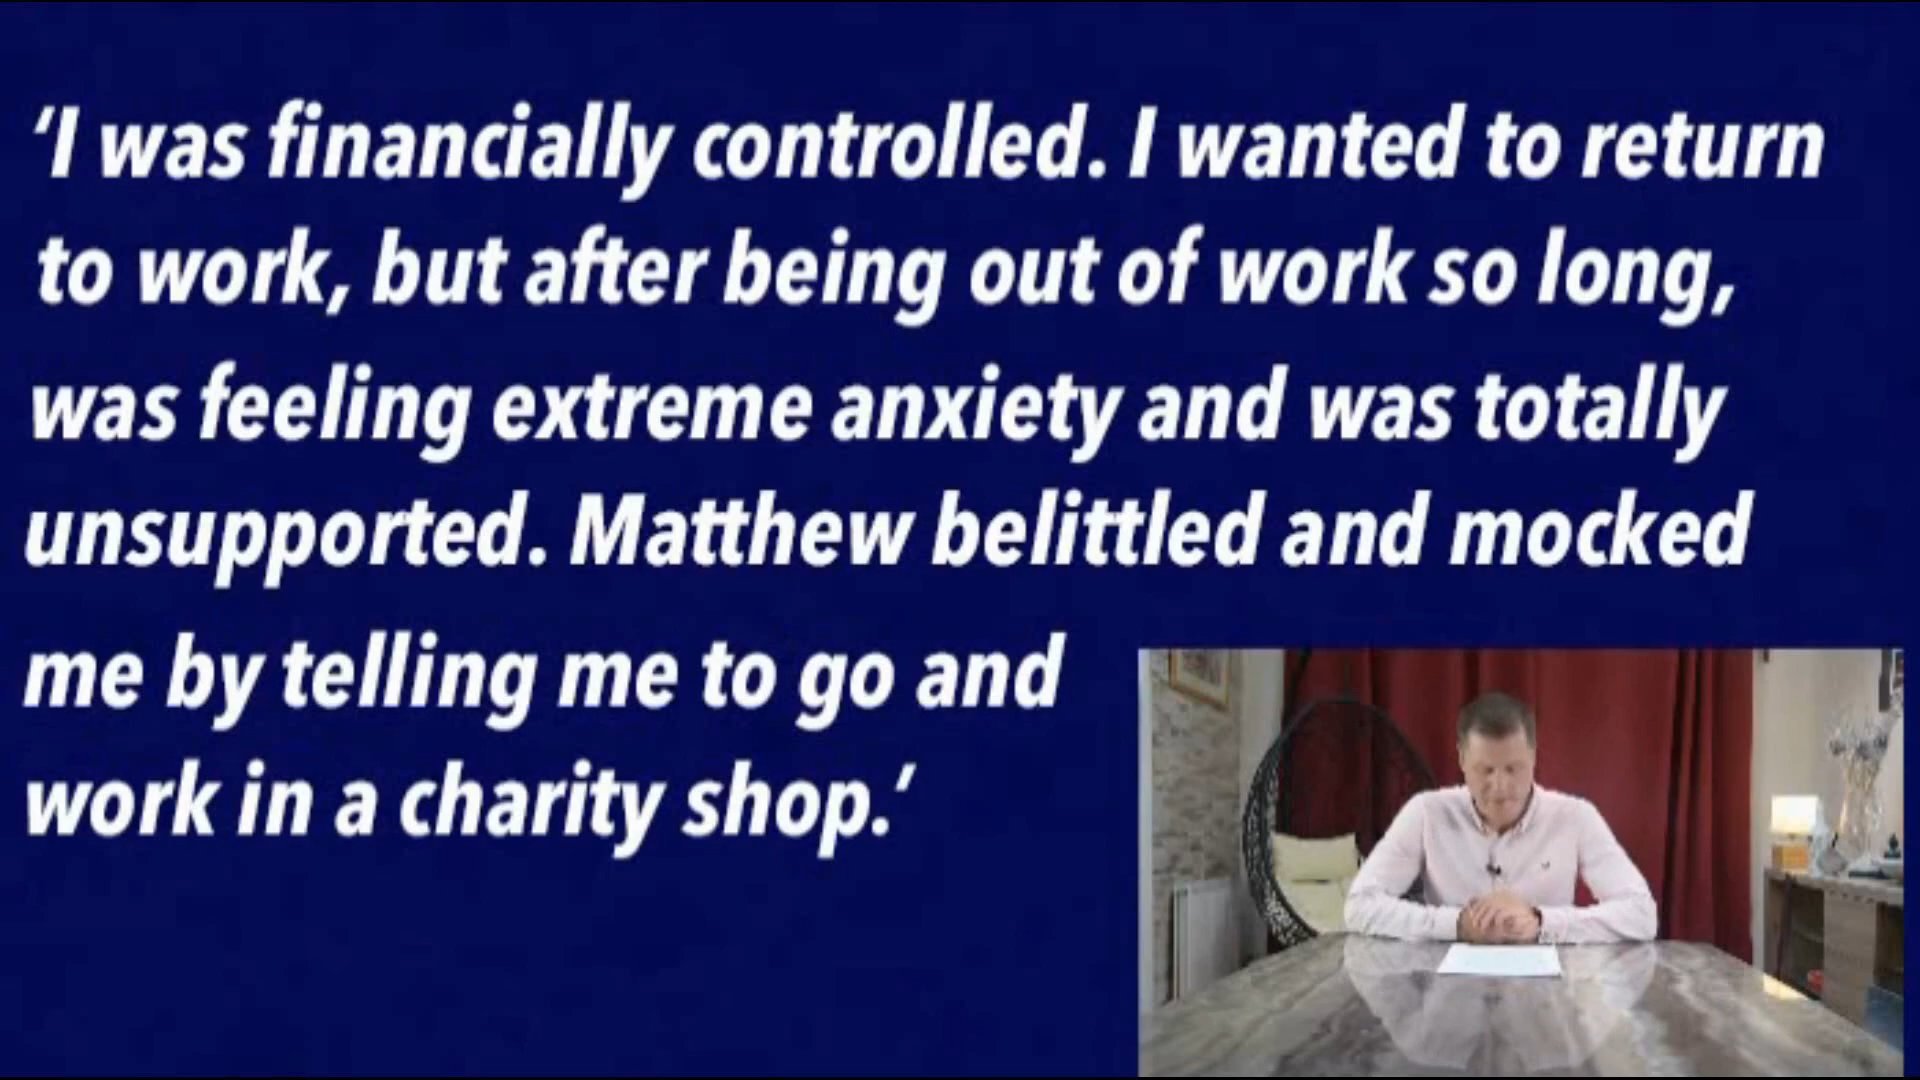 ‘I was financially controlled. I wanted to return
to work, but after being out of work so long,
was feeling extreme anxiety and was totally
unsupported. Matthew belittled and mocked
me by telling me to go and
work in a charity shop.’